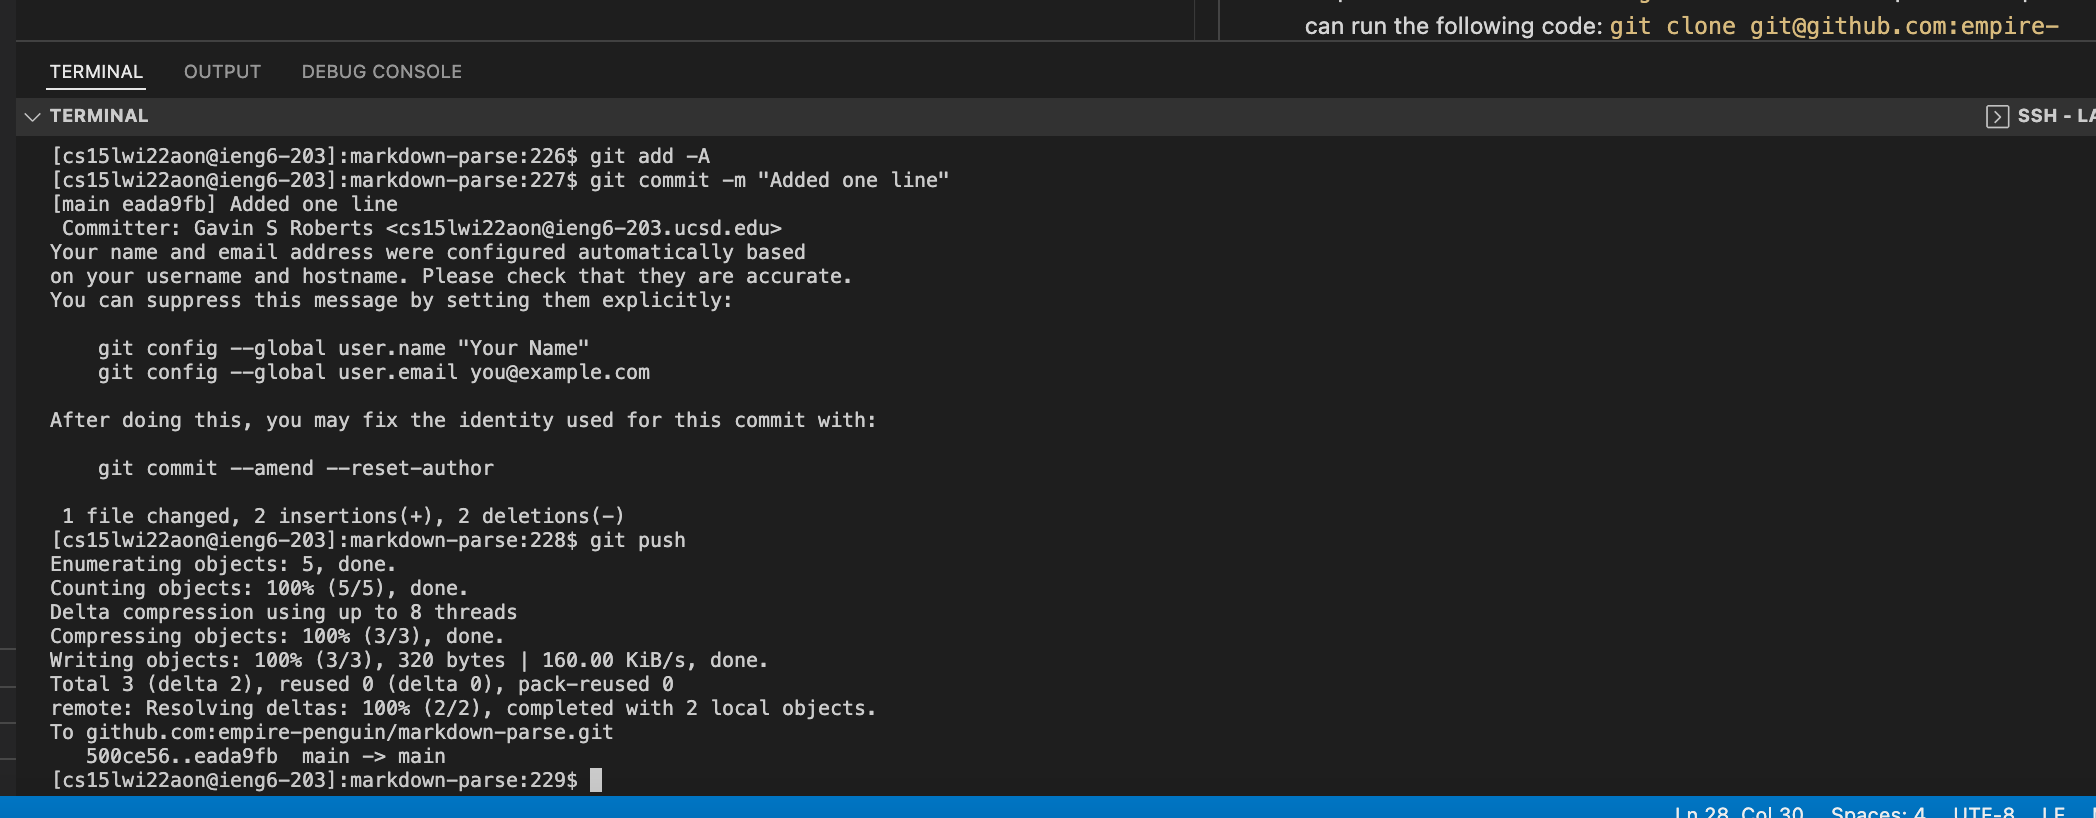 can run the following code: git clone git@github.com:empire-
TERMINAL OUTPUT DEBUG CONSOLE
TERMINAL
SSH - LA
[cs15lwi22aon@ieng6-203]:markdown-parse:226$ git add -A
[cs15lwi22aon@ieng6-203]:markdown-parse:227$ git commit -m "Added one line"
[main eada9fb] Added one line
 Committer: Gavin S Roberts <cs15lwi22aon@ieng6-203.ucsd.edu>
Your name and email address were configured automatically based
on your username and hostname. Please check that they are accurate.
You can suppress this message by setting them explicitly:
    git config --global user.name "Your Name"
    git config --global user.email you@example.com
After doing this, you may fix the identity used for this commit with:
    git commit --amend --reset-author
 1 file changed, 2 insertions(+), 2 deletions(-)
[cs15lwi22aon@ieng6-203]:markdown-parse:228$ git push
Enumerating objects: 5, done.
Counting objects: 100% (5/5), done.
Delta compression using up to 8 threads
Compressing objects: 100% (3/3), done.
Writing objects: 100% (3/3), 320 bytes | 160.00 KiB/s, done.
Total 3 (delta 2), reused 0 (delta 0), pack-reused 0
remote: Resolving deltas: 100% (2/2), completed with 2 local objects.
To github.com:empire-penguin/markdown-parse.git
   500ce56..eada9fb  main -> main
[cs15lwi22aon@ieng6-203]:markdown-parse:229$
Ln 28, Col 30 Spaces: 4 UTF-8 LF